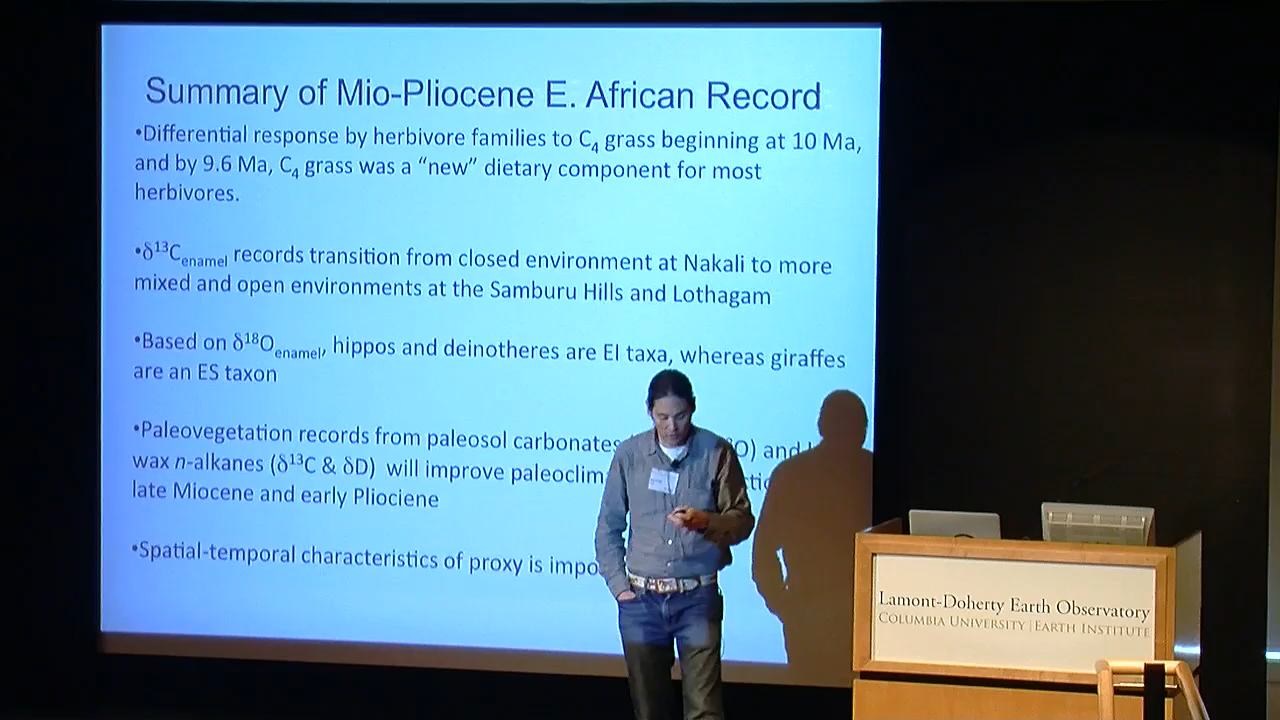 Summary of Mio-Pliocene E. African Record
•Differential response by herbivore families to C₄ grass beginning at 10 Ma,
and by 9.6 Ma, C₄ grass was a “new” dietary component for most
herbivores.
•δ¹³Cenamel records transition from closed environment at Nakali to more
mixed and open environments at the Samburu Hills and Lothagam
•Based on δ¹⁸Oenamel, hippos and deinotheres are EI taxa, whereas giraffes
are an ES taxon
•Paleovegetation records from paleosol carbonates O) and
wax n-alkanes (δ¹³C & δD) will improve paleoclim
late Miocene and early Pliociene
•Spatial-temporal characteristics of proxy is impo
Lamont-Doherty Earth Observatory
COLUMBIA UNIVERSITY | EARTH INSTITUTE